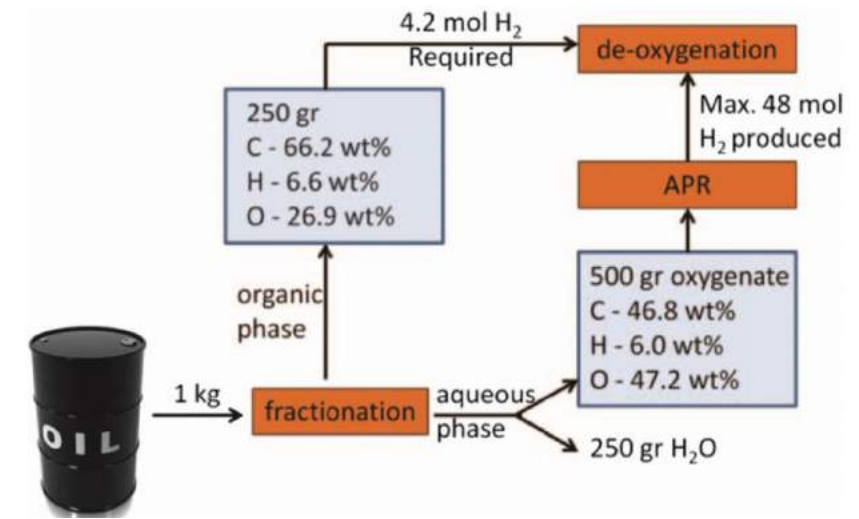 4.2 mol H₂
Required
de-oxygenation
250 gr
C - 66.2 wt%
H - 6.6 wt%
O - 26.9 wt%
Max. 48 mol
H₂ produced
APR
organic
phase
500 gr oxygenate
C - 46.8 wt%
H - 6.0 wt%
O - 47.2 wt%
OIL
1 kg
fractionation
aqueous
phase
250 gr H₂O